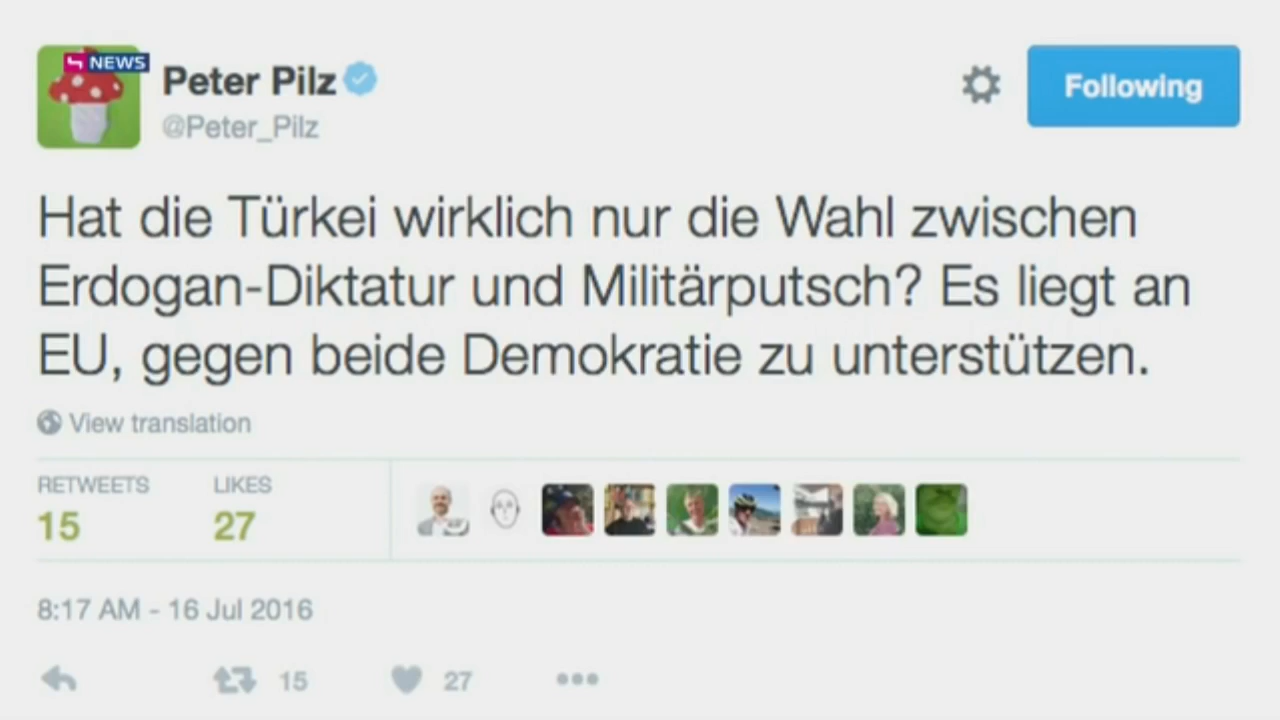 NEWS
Peter Pilz
@Peter_Pilz
Following
Hat die Türkei wirklich nur die Wahl zwischen
Erdogan-Diktatur und Militärputsch? Es liegt an
EU, gegen beide Demokratie zu unterstützen.
View translation
RETWEETS LIKES
15 27
8:17 AM - 16 Jul 2016
15 27